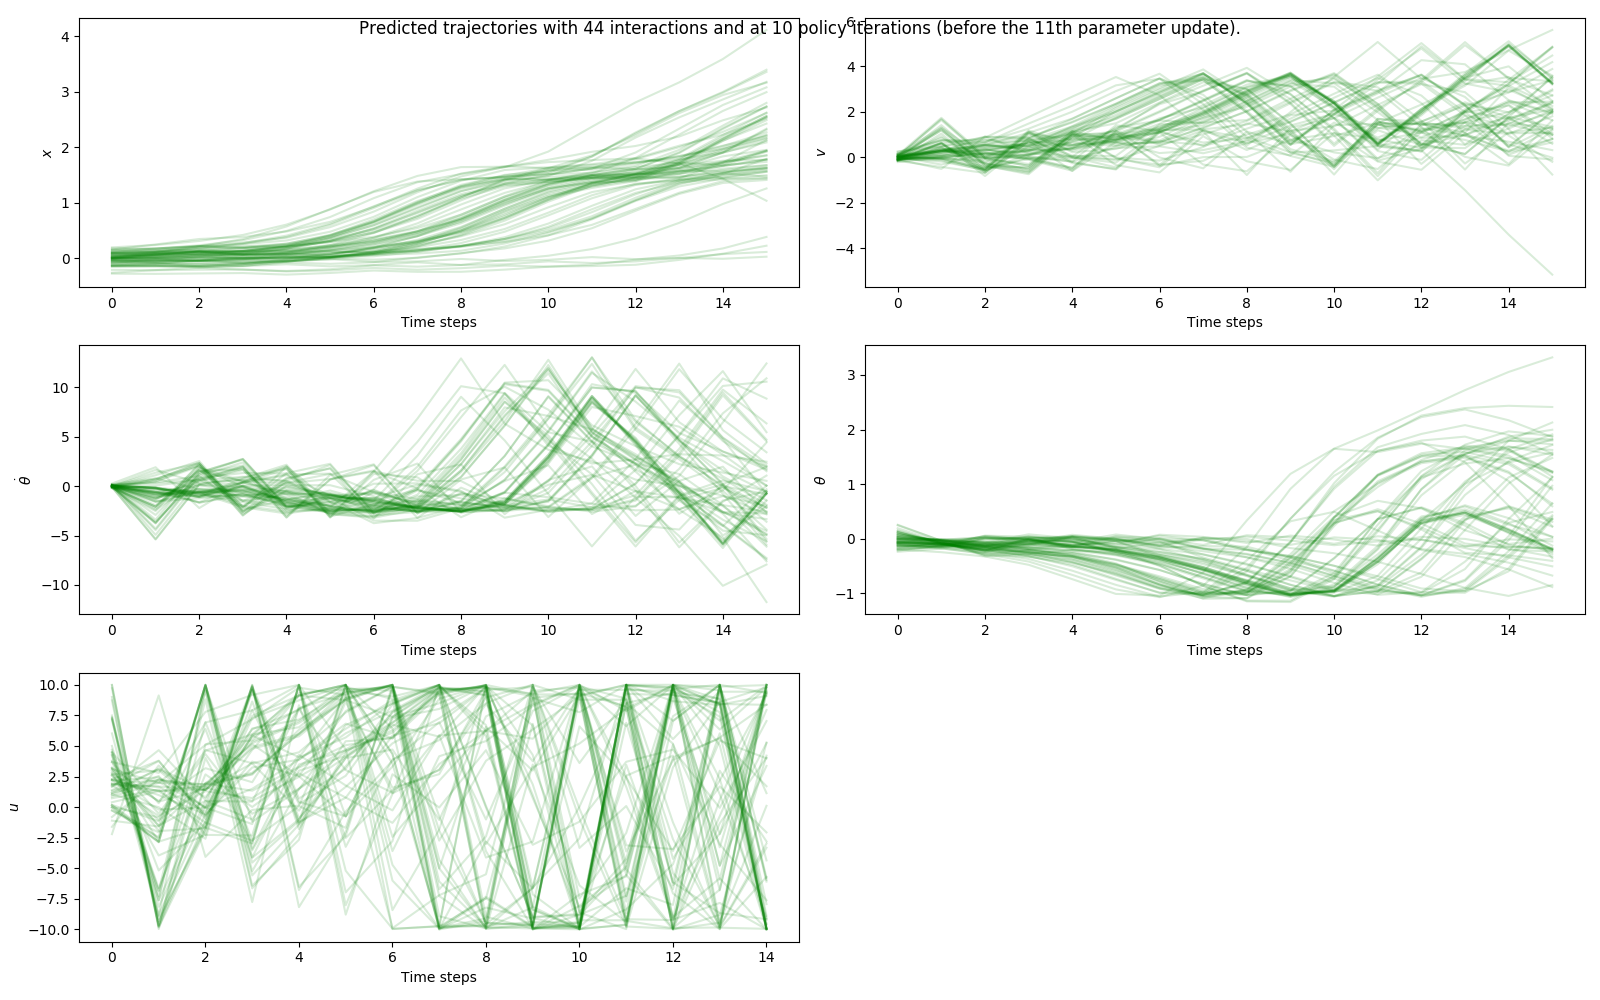 Predicted trajectories with 44 interactions and at 10 policy iterations (before the 11th parameter update).
4
3
2
1
0
x
0 2 4 6 8 10 12 14
Time steps
6
4
2
0
−2
−4
v
0 2 4 6 8 10 12 14
Time steps
10
5
0
−5
−10
θ̇
0 2 4 6 8 10 12 14
Time steps
3
2
1
0
−1
θ
0 2 4 6 8 10 12 14
Time steps
10.0
7.5
5.0
2.5
0.0
−2.5
−5.0
−7.5
−10.0
u
0 2 4 6 8 10 12 14
Time steps